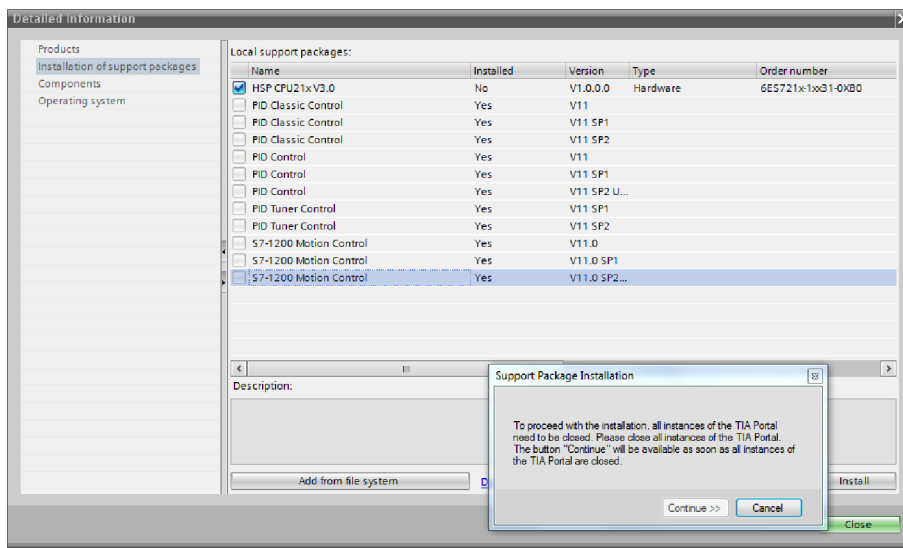 Detailed information
Products
Installation of support packages
Components
Operating system
Local support packages:
Name Installed Version Type Order number
HSP CPU21x V3.0 No V1.0.0.0 Hardware 6ES721x-1xx31-0XB0
PID Classic Control Yes V11
PID Classic Control Yes V11 SP1
PID Classic Control Yes V11 SP2
PID Control Yes V11
PID Control Yes V11 SP1
PID Control Yes V11 SP2 U...
PID Tuner Control Yes V11 SP1
PID Tuner Control Yes V11 SP2
S7-1200 Motion Control Yes V11.0
S7-1200 Motion Control Yes V11.0 SP1
S7-1200 Motion Control Yes V11.0 SP2...
Description:
Support Package Installation
To proceed with the installation, all instances of the TIA Portal
need to be closed. Please close all instances of the TIA Portal.
The button "Continue" will be available as soon as all instances of
the TIA Portal are closed.
Continue >> Cancel
Add from file system D Install
Close